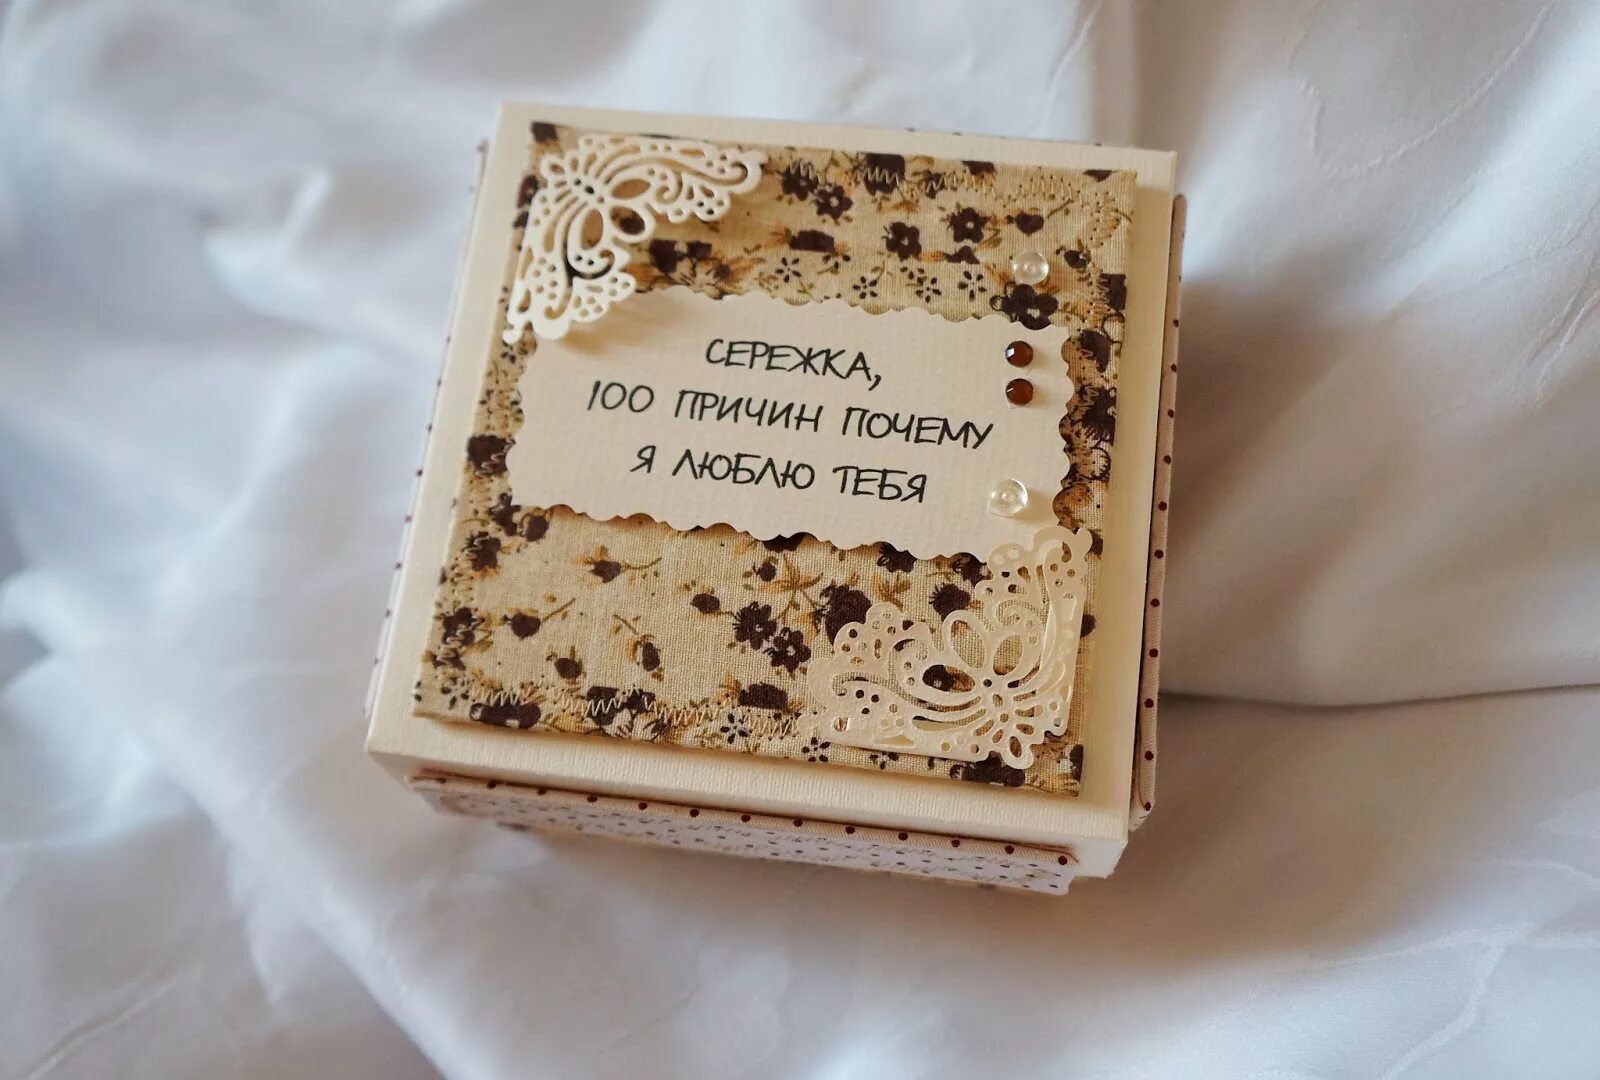 СЕРЕЖКА,
100 ПРИЧИН ПОЧЕМУ
Я ЛЮБЛЮ ТЕБЯ